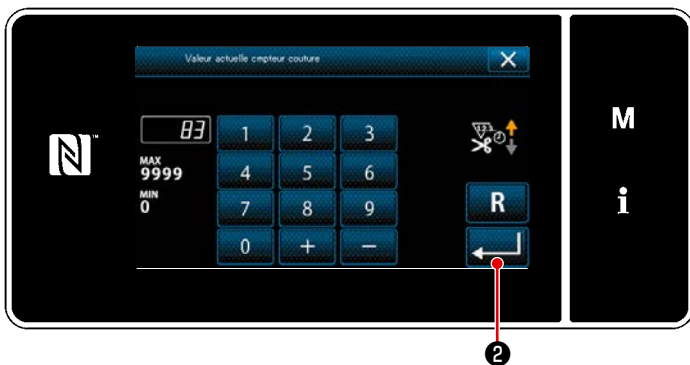 Valeur actuelle cmpteur couture
83
MAX
9999
MIN
0
1 2 3
4 5 6
7 8 9
0 + −
R
M
i
N
123
❷